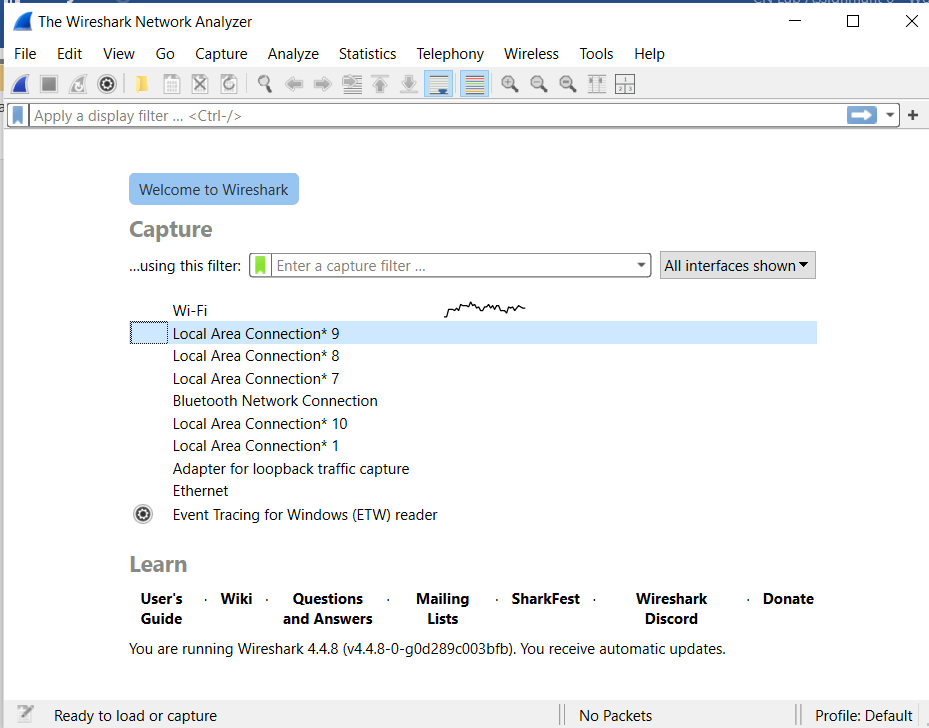 The Wireshark Network Analyzer
File Edit View Go Capture Analyze Statistics Telephony Wireless Tools Help
Apply a display filter ... <Ctrl-/>
Welcome to Wireshark
Capture
...using this filter: Enter a capture filter ... All interfaces shown
Wi-Fi
Local Area Connection* 9
Local Area Connection* 8
Local Area Connection* 7
Bluetooth Network Connection
Local Area Connection* 10
Local Area Connection* 1
Adapter for loopback traffic capture
Ethernet
Event Tracing for Windows (ETW) reader
Learn
User's Guide · Wiki · Questions and Answers · Mailing Lists · SharkFest · Wireshark Discord · Donate
You are running Wireshark 4.4.8 (v4.4.8-0-g0d289c003bfb). You receive automatic updates.
Ready to load or capture No Packets Profile: Default